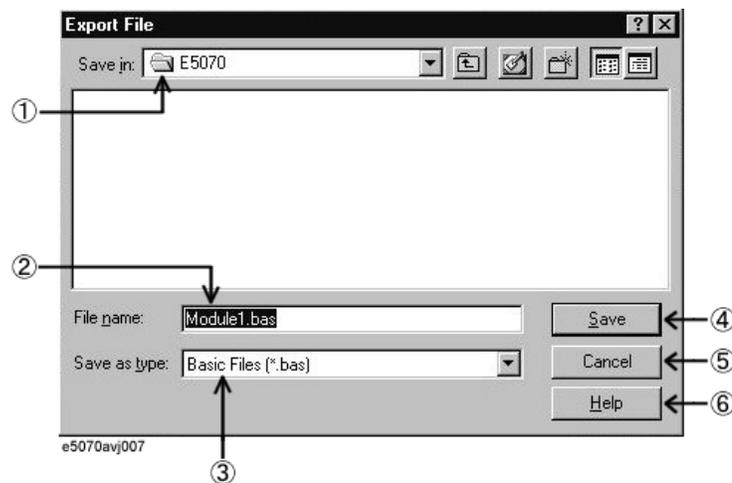 Export File
Save in: E5070
①
②
File name: Module1.bas
Save ④
Save as type: Basic Files (*.bas)
Cancel ⑤
Help ⑥
e5070avj007
③